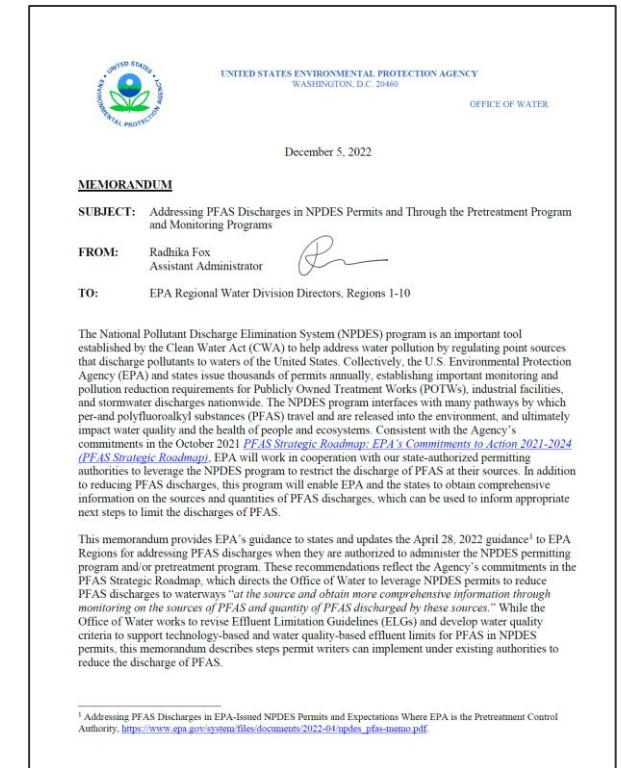 UNITED STATES
ENVIRONMENTAL PROTECTION AGENCY
UNITED STATES ENVIRONMENTAL PROTECTION AGENCY
WASHINGTON, D.C. 20460
OFFICE OF WATER
December 5, 2022
MEMORANDUM
SUBJECT: Addressing PFAS Discharges in NPDES Permits and Through the Pretreatment Program
and Monitoring Programs
FROM: Radhika Fox
Assistant Administrator
TO: EPA Regional Water Division Directors, Regions 1-10
The National Pollutant Discharge Elimination System (NPDES) program is an important tool
established by the Clean Water Act (CWA) to help address water pollution by regulating point sources
that discharge pollutants to waters of the United States. Collectively, the U.S. Environmental Protection
Agency (EPA) and states issue thousands of permits annually, establishing important monitoring and
pollution reduction requirements for Publicly Owned Treatment Works (POTWs), industrial facilities,
and stormwater discharges nationwide. The NPDES program interfaces with many pathways by which
per-and polyfluoroalkyl substances (PFAS) travel and are released into the environment, and ultimately
impact water quality and the health of people and ecosystems. Consistent with the Agency's
commitments in the October 2021 PFAS Strategic Roadmap: EPA's Commitments to Action 2021-2024
(PFAS Strategic Roadmap), EPA will work in cooperation with our state-authorized permitting
authorities to leverage the NPDES program to restrict the discharge of PFAS at their sources. In addition
to reducing PFAS discharges, this program will enable EPA and the states to obtain comprehensive
information on the sources and quantities of PFAS discharges, which can be used to inform appropriate
next steps to limit the discharges of PFAS.
This memorandum provides EPA's guidance to states and updates the April 28, 2022 guidance1 to EPA
Regions for addressing PFAS discharges when they are authorized to administer the NPDES permitting
program and/or pretreatment program. These recommendations reflect the Agency's commitments in the
PFAS Strategic Roadmap, which directs the Office of Water to leverage NPDES permits to reduce
PFAS discharges to waterways "at the source and obtain more comprehensive information through
monitoring on the sources of PFAS and quantity of PFAS discharged by these sources." While the
Office of Water works to revise Effluent Limitation Guidelines (ELGs) and develop water quality
criteria to support technology-based and water quality-based effluent limits for PFAS in NPDES
permits, this memorandum describes steps permit writers can implement under existing authorities to
reduce the discharge of PFAS.
1 Addressing PFAS Discharges in EPA-Issued NPDES Permits and Expectations Where EPA is the Pretreatment Control
Authority, https://www.epa.gov/system/files/documents/2022-04/npdes_pfas-memo.pdf.